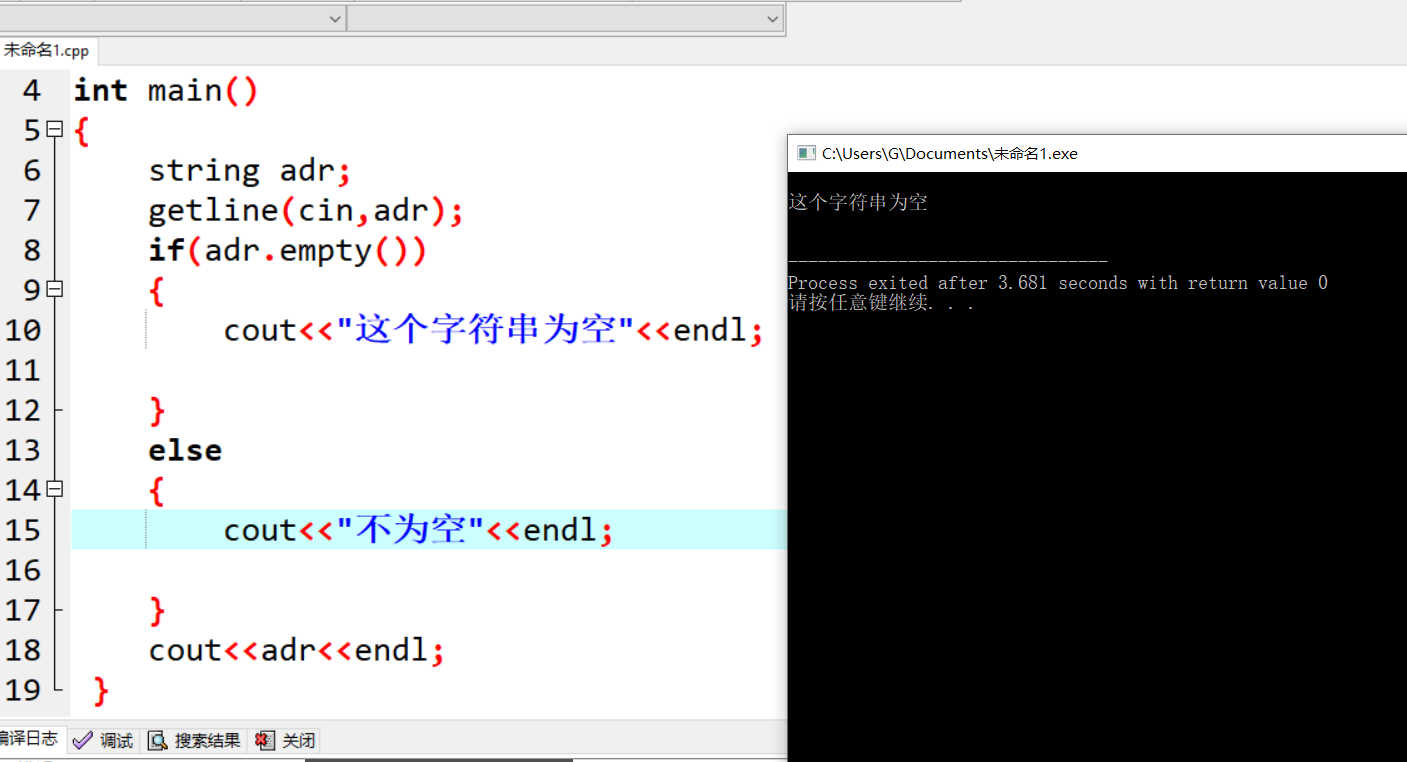 未命名1.cpp
4 int main()
5 {
6 string adr;
7 getline(cin,adr);
8 if(adr.empty())
9 {
10 cout<<"这个字符串为空"<<endl;
11
12 }
13 else
14 {
15 cout<<"不为空"<<endl;
16
17 }
18 cout<<adr<<endl;
19 }
编译日志 调试 搜索结果 关闭
C:\Users\G\Documents\未命名1.exe
这个字符串为空
--------------------------------
Process exited after 3.681 seconds with return value 0
请按任意键继续. . .